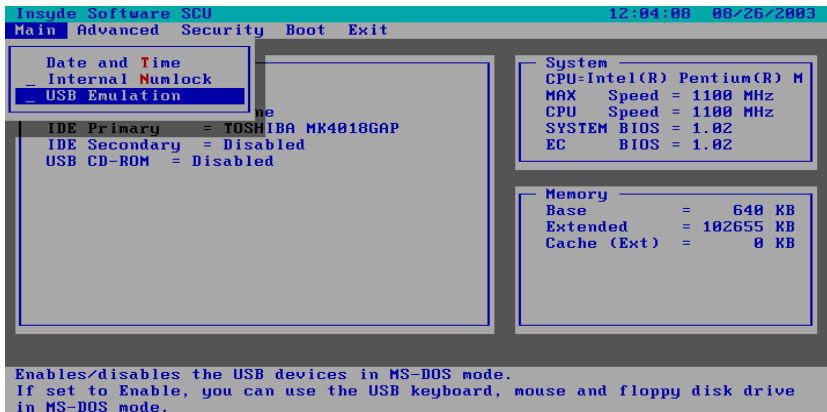 Insyde Software SCU 12:04:08 08/26/2003
Main Advanced Security Boot Exit
Date and Time
_ Internal Numlock
_ USB Emulation
me
IDE Primary = TOSHIBA MK4018GAP
IDE Secondary = Disabled
USB CD-ROM = Disabled
System
CPU=Intel(R) Pentium(R) M
MAX Speed = 1100 MHz
CPU Speed = 1100 MHz
SYSTEM BIOS = 1.02
EC BIOS = 1.02
Memory
Base = 640 KB
Extended = 102655 KB
Cache (Ext) = 0 KB
Enables/disables the USB devices in MS-DOS mode.
If set to Enable, you can use the USB keyboard, mouse and floppy disk drive
in MS-DOS mode.